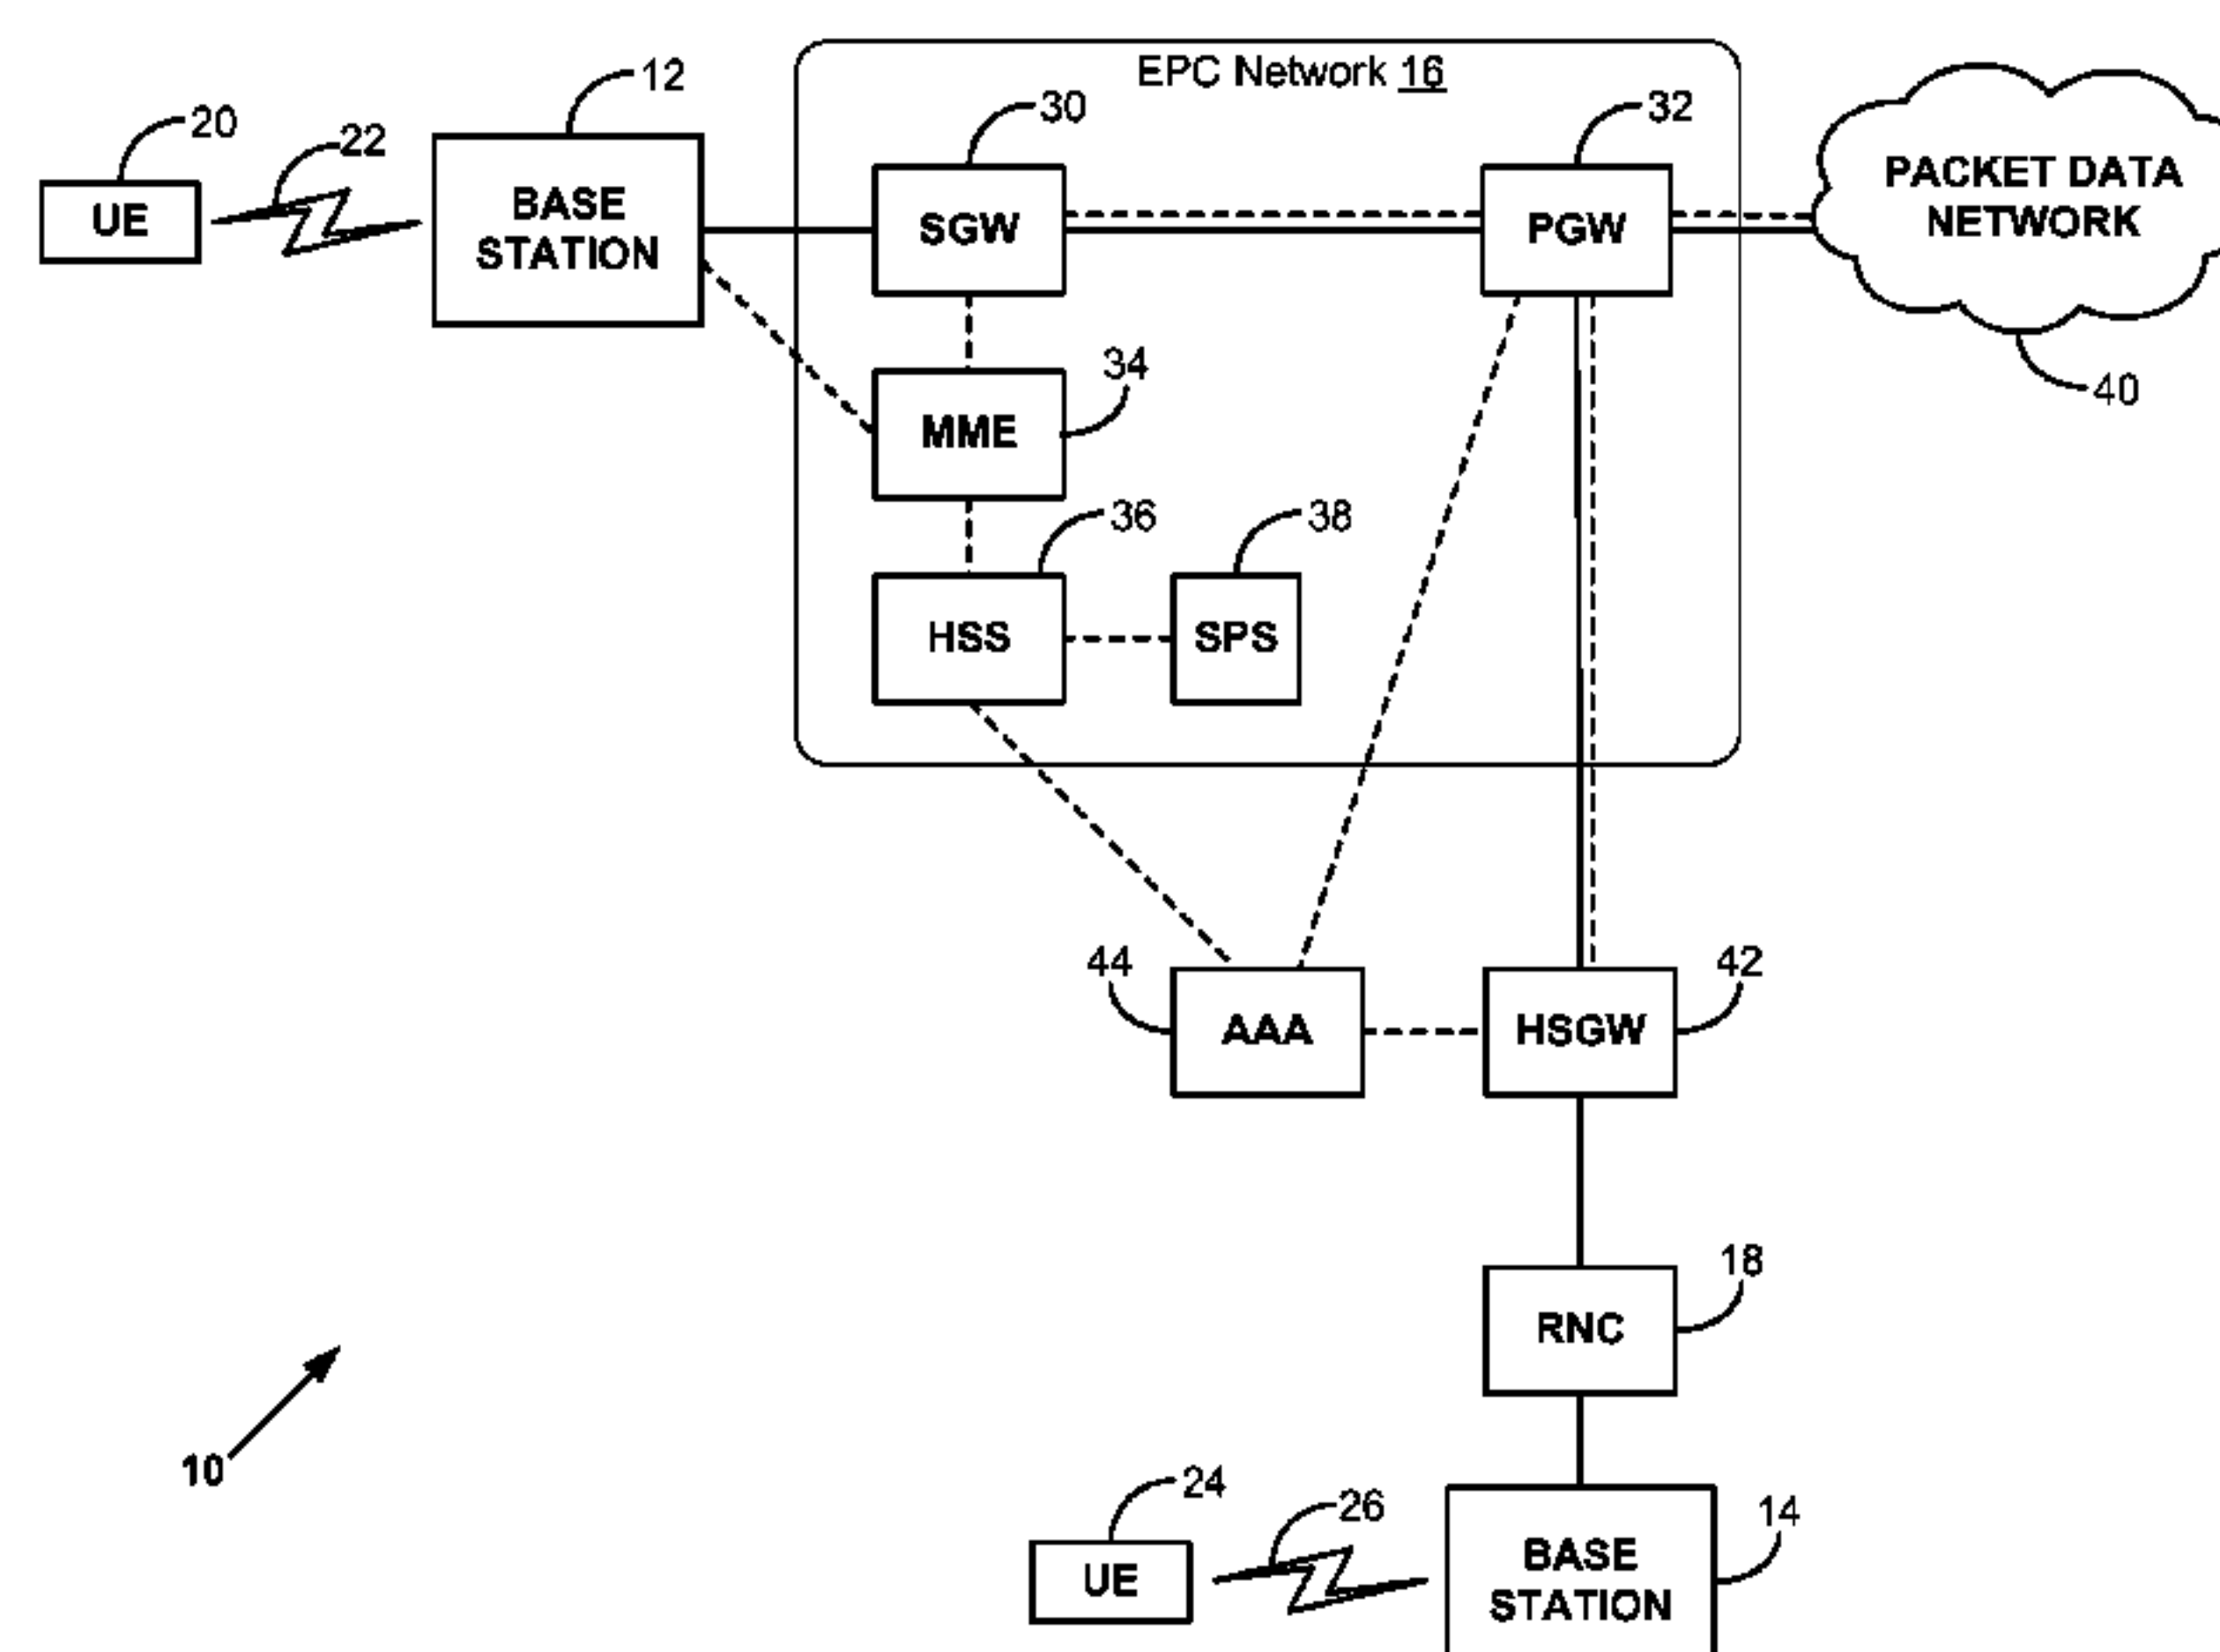 EPC Network 16
12
20
22
30
32
UE
BASE
STATION
SGW
PGW
PACKET DATA
NETWORK
34
40
MME
36
38
HSS
SPS
44
42
AAA
HSGW
18
RNC
10
24
26
14
UE
BASE
STATION